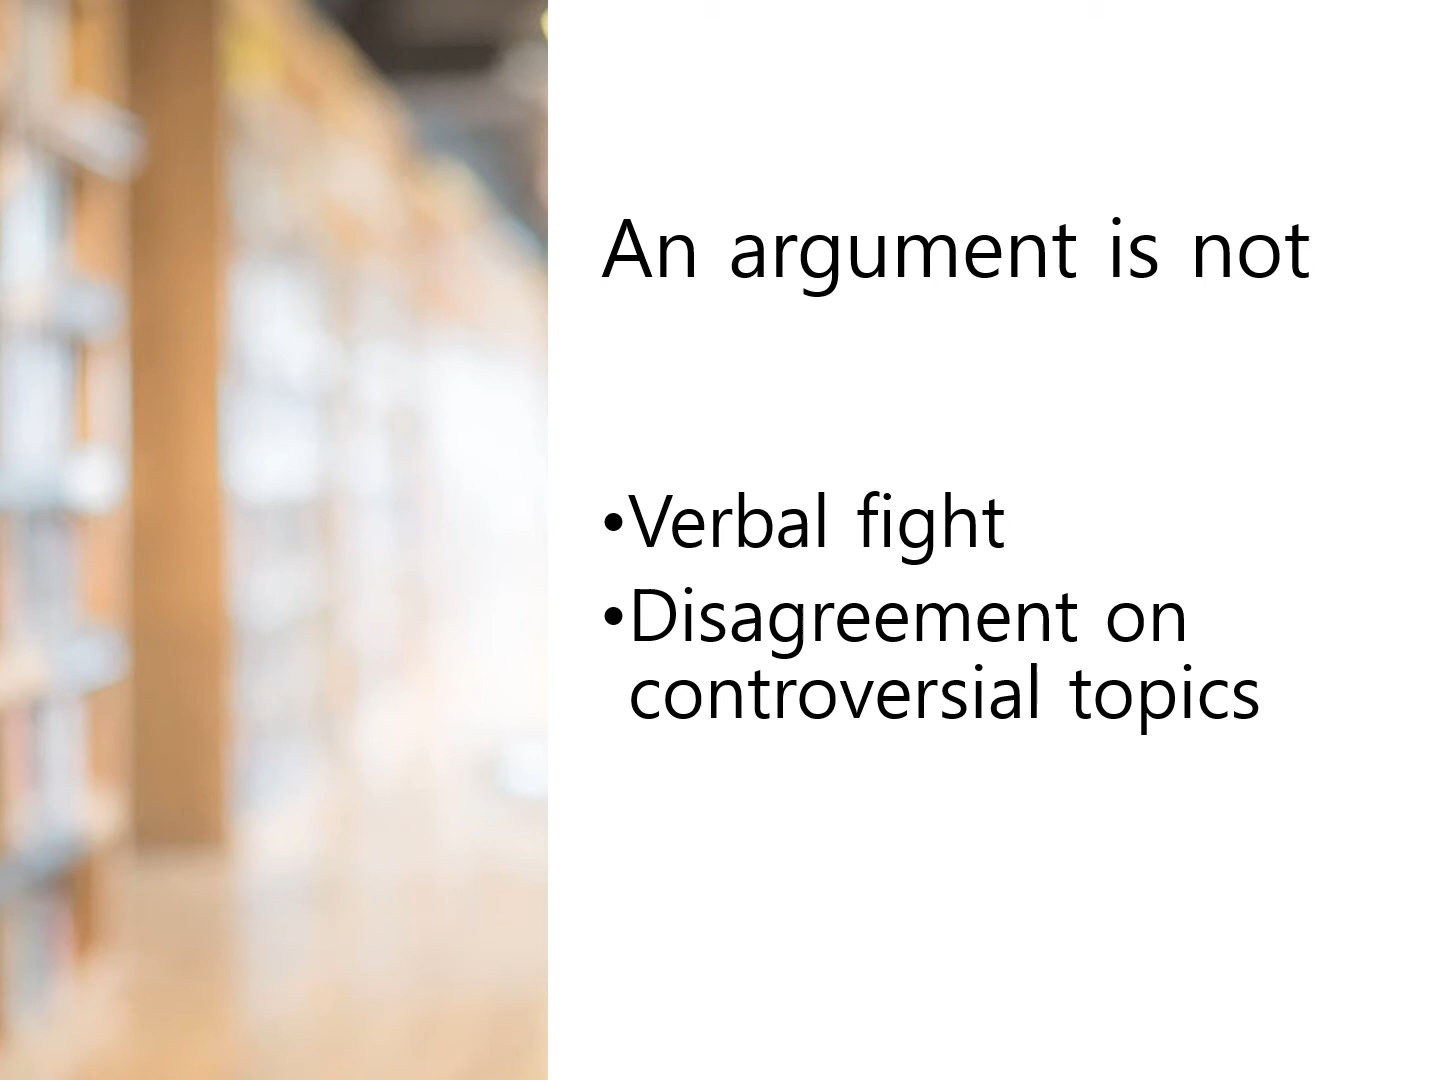 An argument is not
•Verbal fight
•Disagreement on
controversial topics